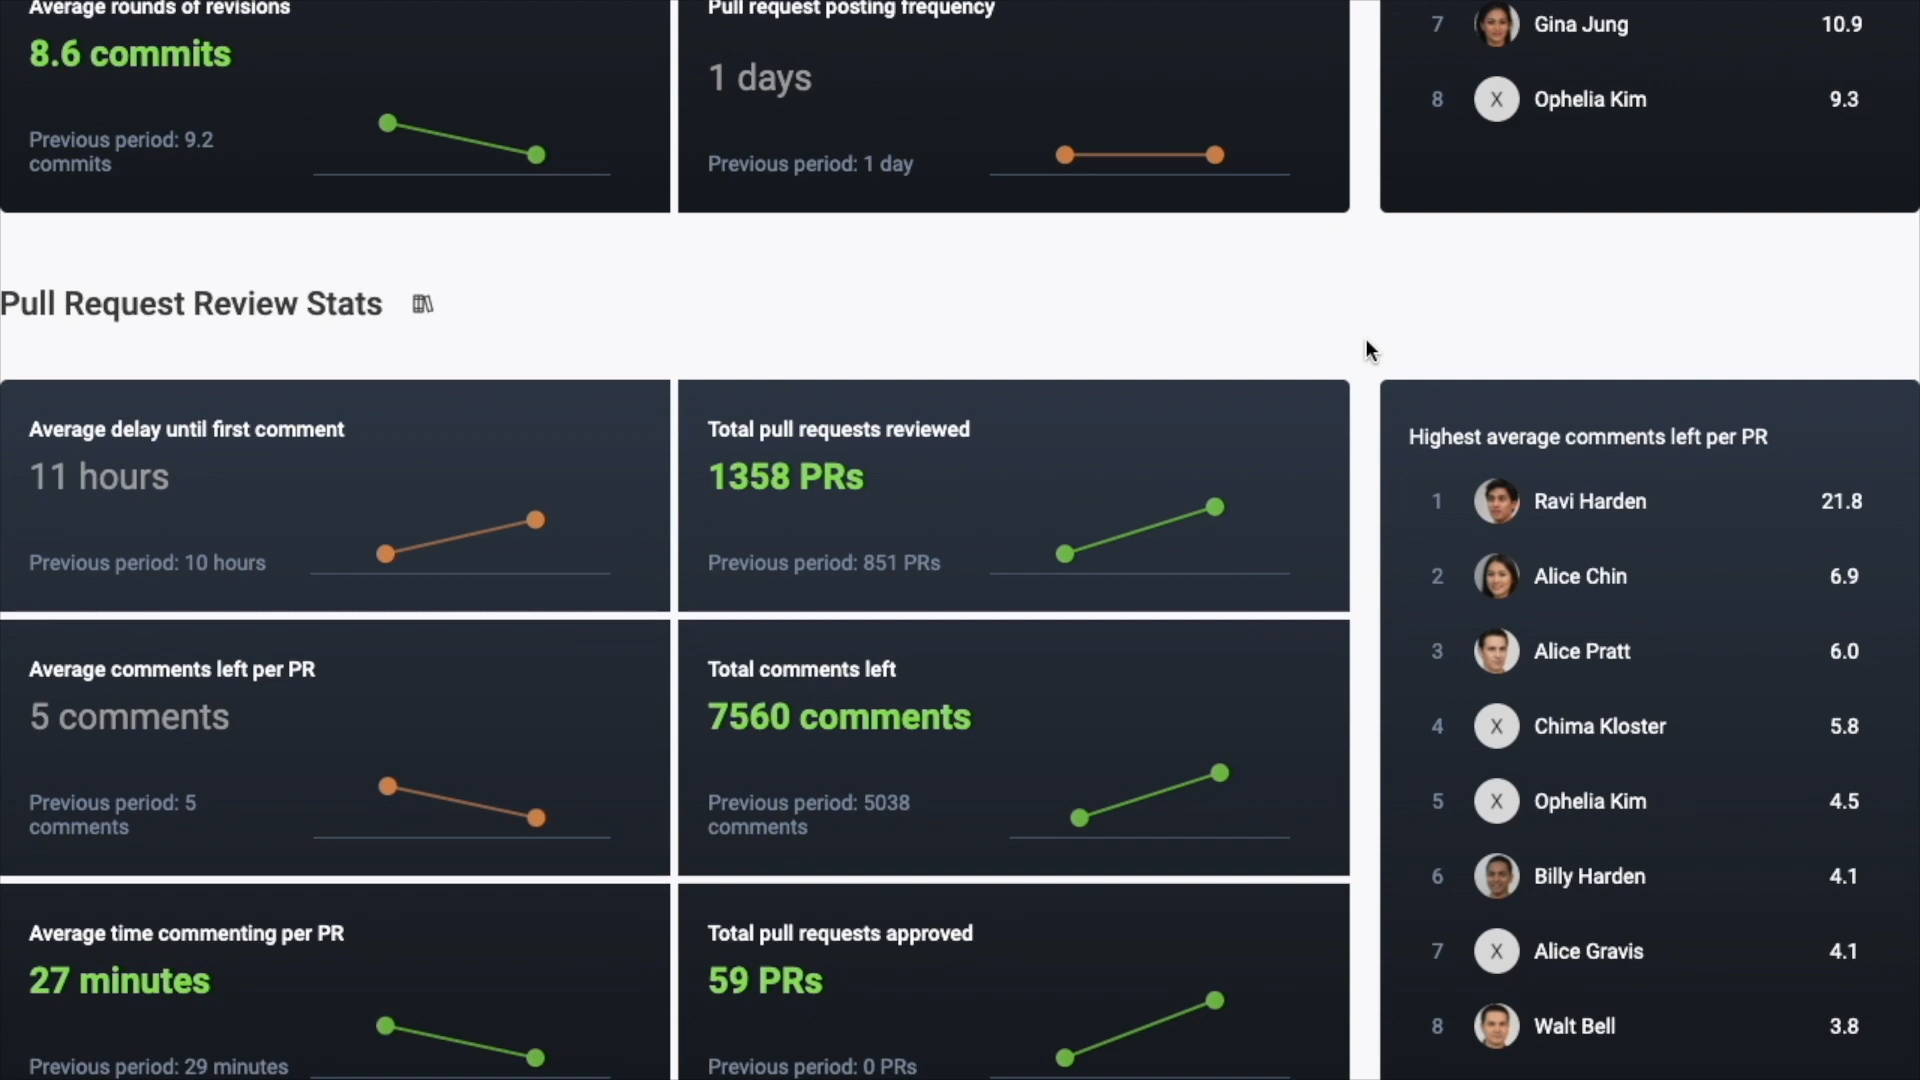 Average rounds of revisions
8.6 commits
Previous period: 9.2
commits
Pull request posting frequency
1 days
Previous period: 1 day
7 Gina Jung 10.9
8 X Ophelia Kim 9.3
Pull Request Review Stats
Average delay until first comment
11 hours
Previous period: 10 hours
Total pull requests reviewed
1358 PRs
Previous period: 851 PRs
Average comments left per PR
5 comments
Previous period: 5
comments
Total comments left
7560 comments
Previous period: 5038
comments
Average time commenting per PR
27 minutes
Previous period: 29 minutes
Total pull requests approved
59 PRs
Previous period: 0 PRs
Highest average comments left per PR
1 Ravi Harden 21.8
2 Alice Chin 6.9
3 Alice Pratt 6.0
4 X Chima Kloster 5.8
5 X Ophelia Kim 4.5
6 Billy Harden 4.1
7 X Alice Gravis 4.1
8 Walt Bell 3.8